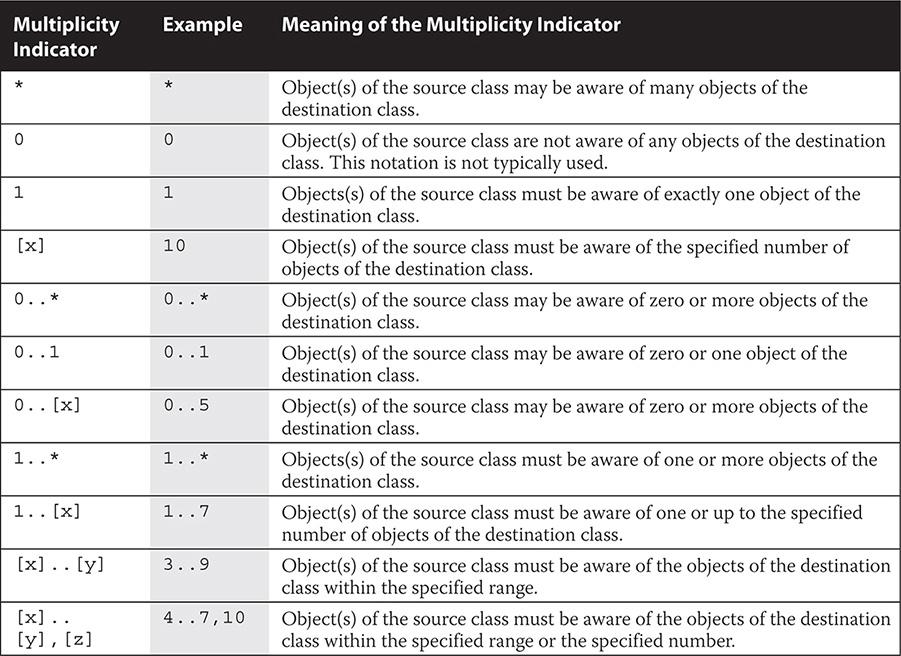 Multiplicity Indicator Example Meaning of the Multiplicity Indicator
* * Object(s) of the source class may be aware of many objects of the
destination class.
0 0 Object(s) of the source class are not aware of any objects of the destination
class. This notation is not typically used.
1 1 Objects(s) of the source class must be aware of exactly one object of the
destination class.
[x] 10 Object(s) of the source class must be aware of the specified number of
objects of the destination class.
0..* 0..* Object(s) of the source class may be aware of zero or more objects of the
destination class.
0..1 0..1 Object(s) of the source class may be aware of zero or one object of the
destination class.
0..[x] 0..5 Object(s) of the source class may be aware of zero or more objects of the
destination class.
1..* 1..* Objects(s) of the source class must be aware of one or more objects of the
destination class.
1..[x] 1..7 Object(s) of the source class must be aware of one or up to the specified
number of objects of the destination class.
[x]..[y] 3..9 Object(s) of the source class must be aware of the objects of the destination
class within the specified range.
[x].. 4..7,10 Object(s) of the source class must be aware of the objects of the destination
[y],[z] class within the specified range or the specified number.